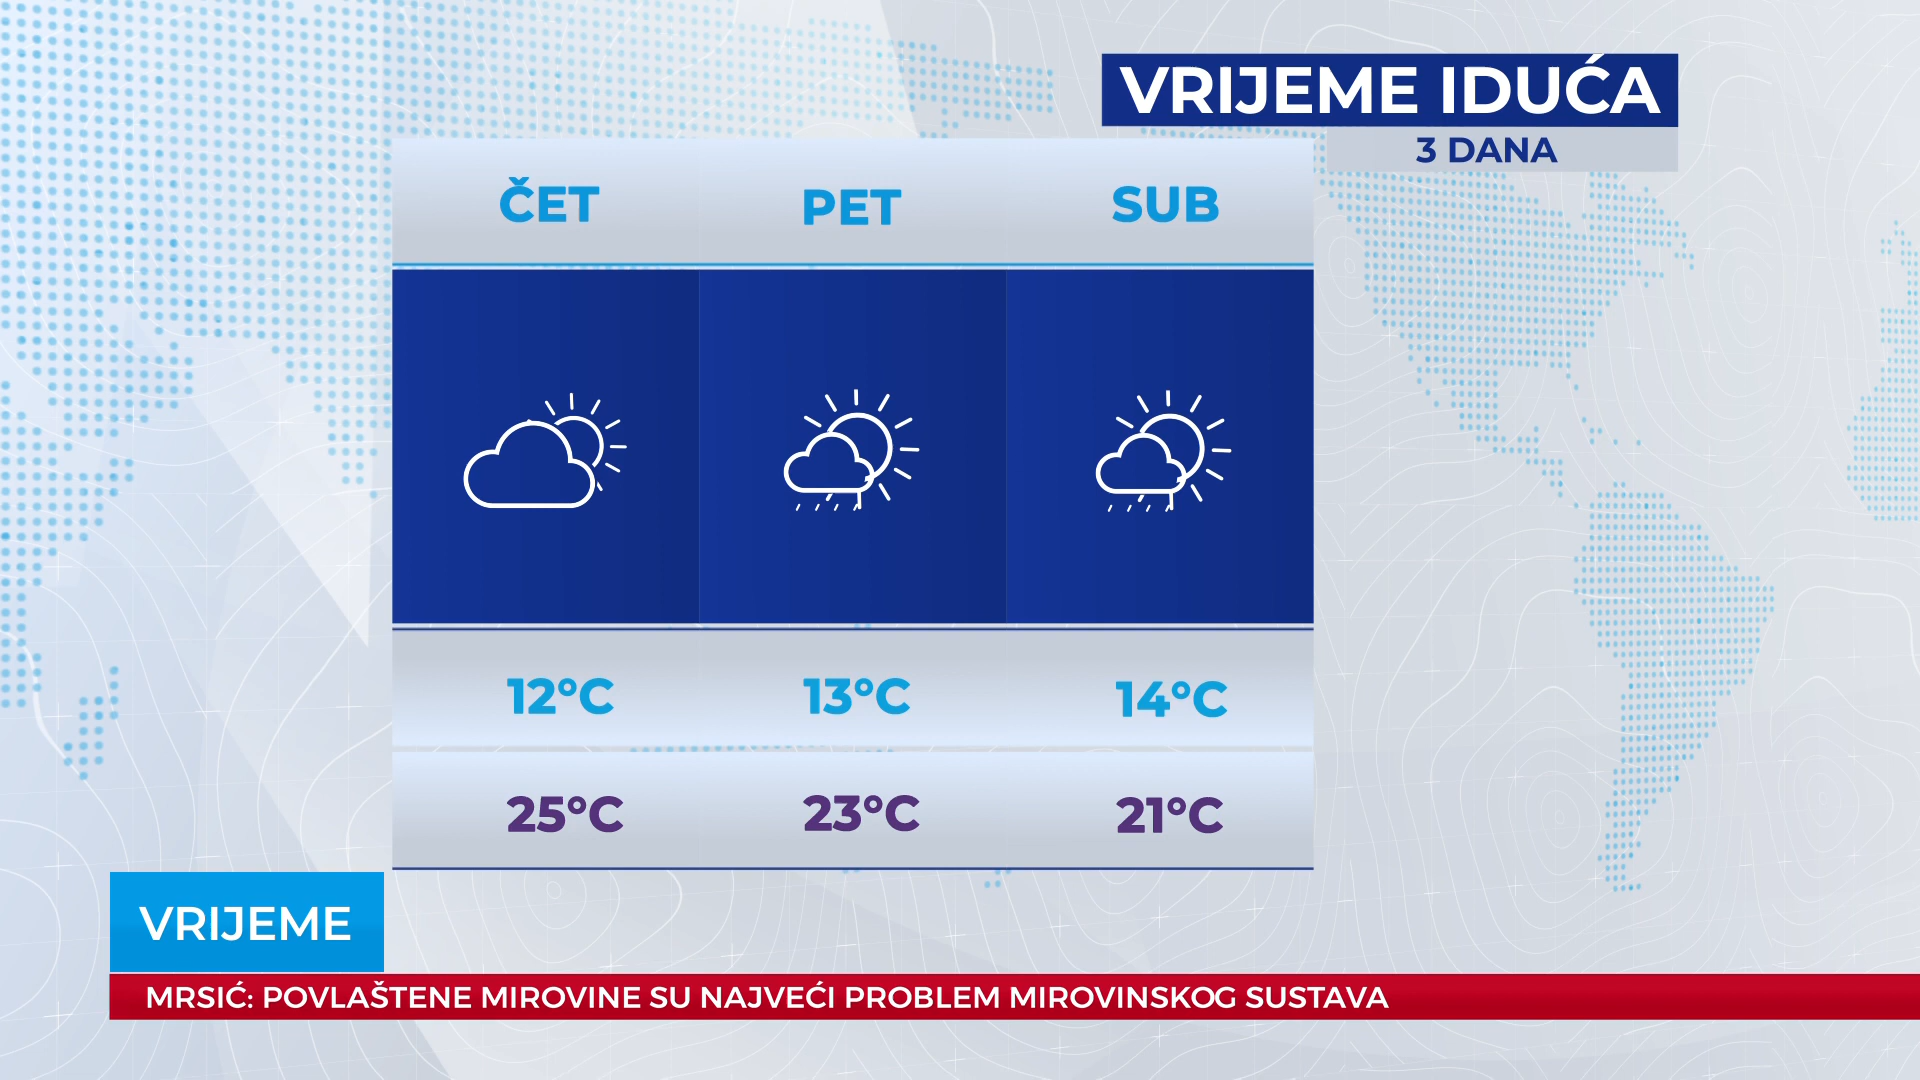 VRIJEME IDUĆA
3 DANA
ČET PET SUB
12°C 13°C 14°C
25°C 23°C 21°C
VRIJEME
MRSIĆ: POVLAŠTENE MIROVINE SU NAJVEĆI PROBLEM MIROVINSKOG SUSTAVA